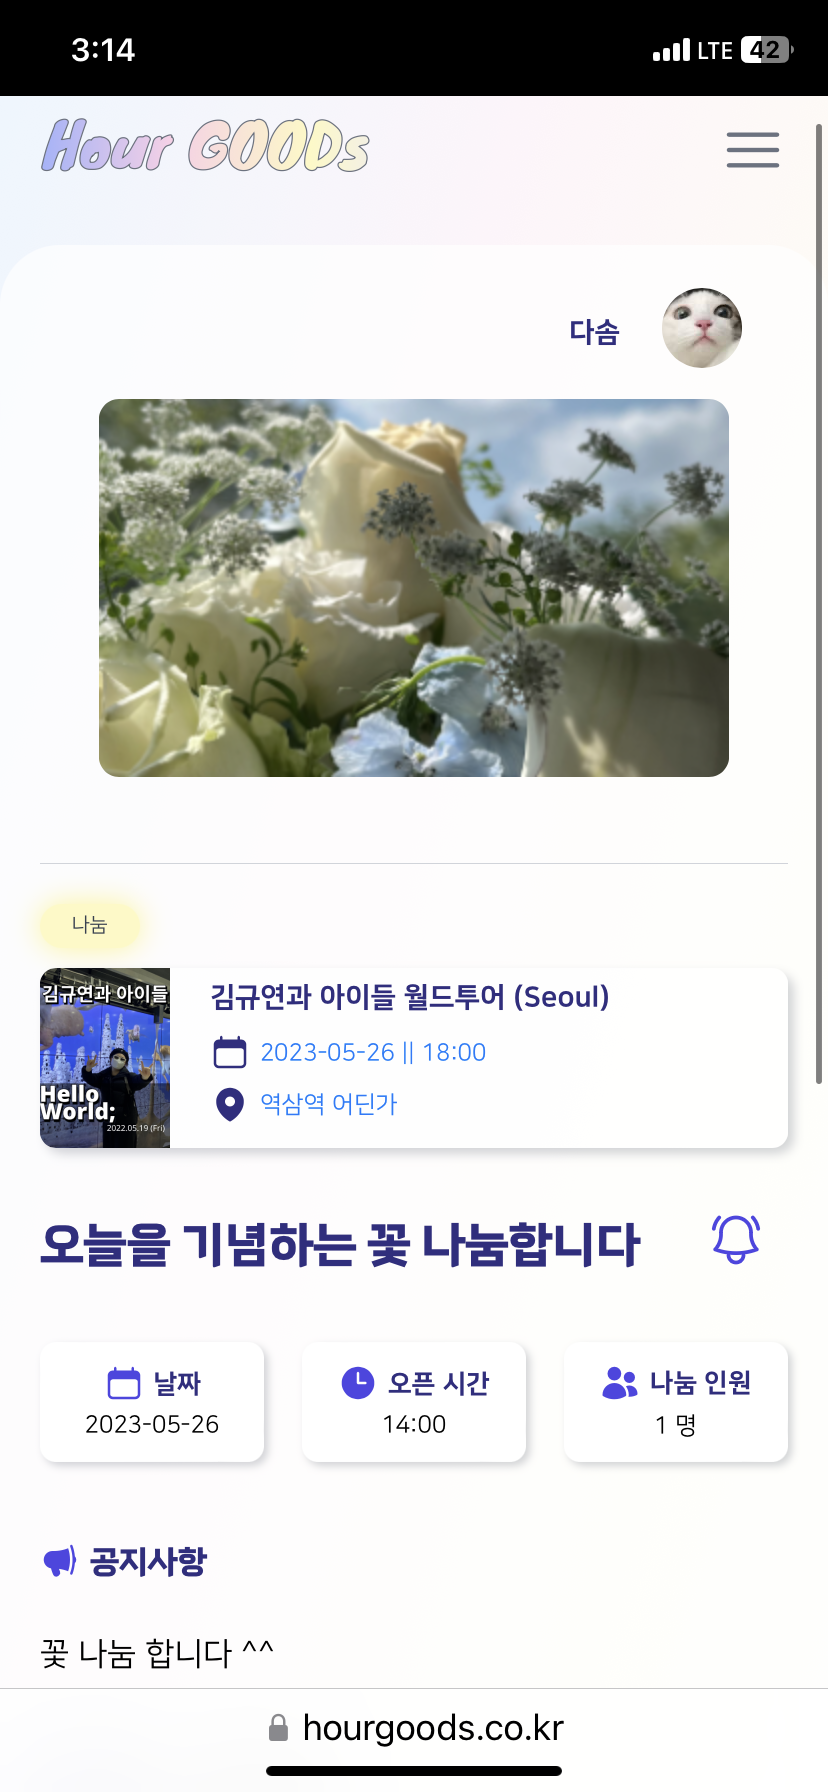 3:14
LTE 42
Hour GOODs
다솜
나눔
김규연과 아이들
Hello
World;
2022.05.19 (Fri)
김규연과 아이들 월드투어 (Seoul)
2023-05-26 || 18:00
역삼역 어딘가
오늘을 기념하는 꽃 나눔합니다
날짜
2023-05-26
오픈 시간
14:00
나눔 인원
1 명
공지사항
꽃 나눔 합니다 ^^
hourgoods.co.kr